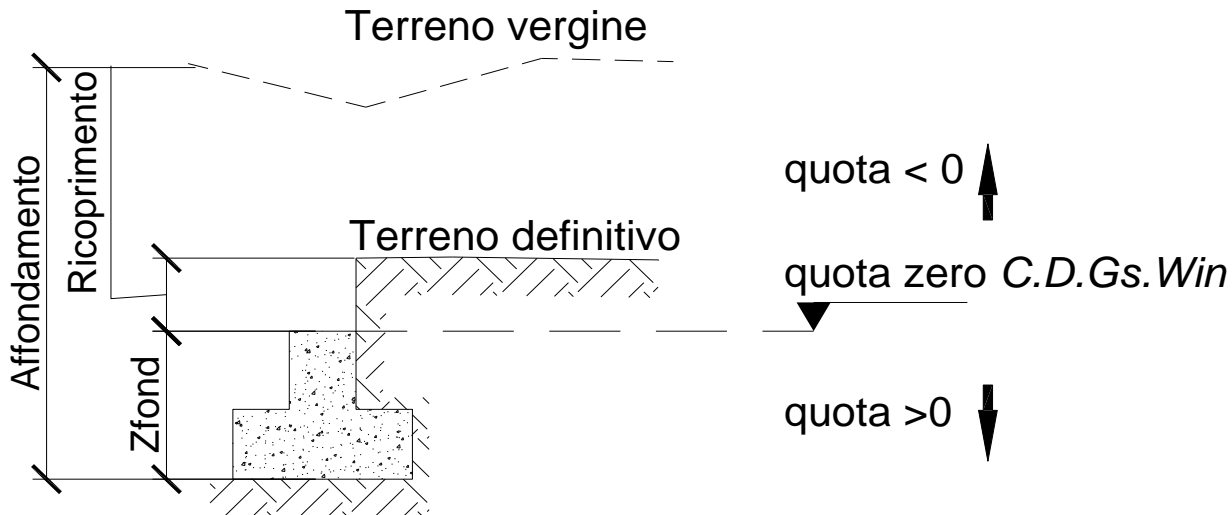 Terreno vergine
Affondamento
Ricoprimento
quota < 0
Terreno definitivo
quota zero C.D.Gs.Win
Zfond
quota >0